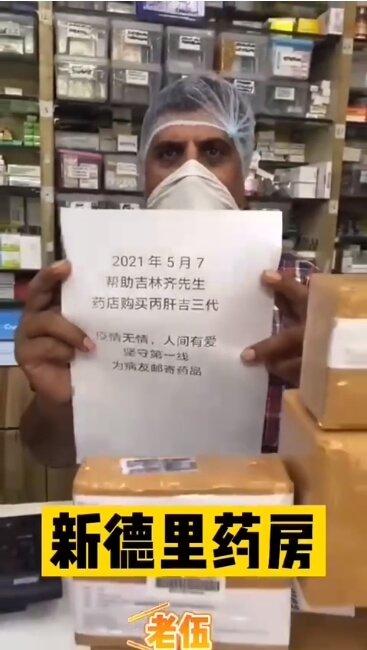 2021年5月7
帮助吉林齐先生
药店购买丙肝吉三代
疫情无情、人间有爱
坚守第一线
为病友邮寄药品
新德里药房
老伍